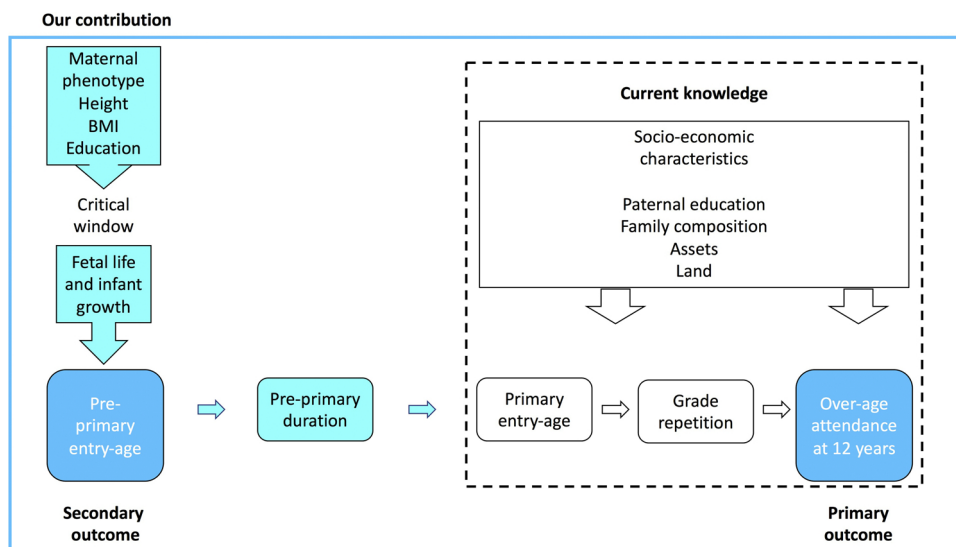 Our contribution
Maternal
phenotype
Height
BMI
Education
Critical
window
Fetal life
and infant
growth
Pre-
primary
entry-age
Secondary
outcome
Pre-primary
duration
Current knowledge
Socio-economic
characteristics
Paternal education
Family composition
Assets
Land
Primary
entry-age
Grade
repetition
Over-age
attendance
at 12 years
Primary
outcome